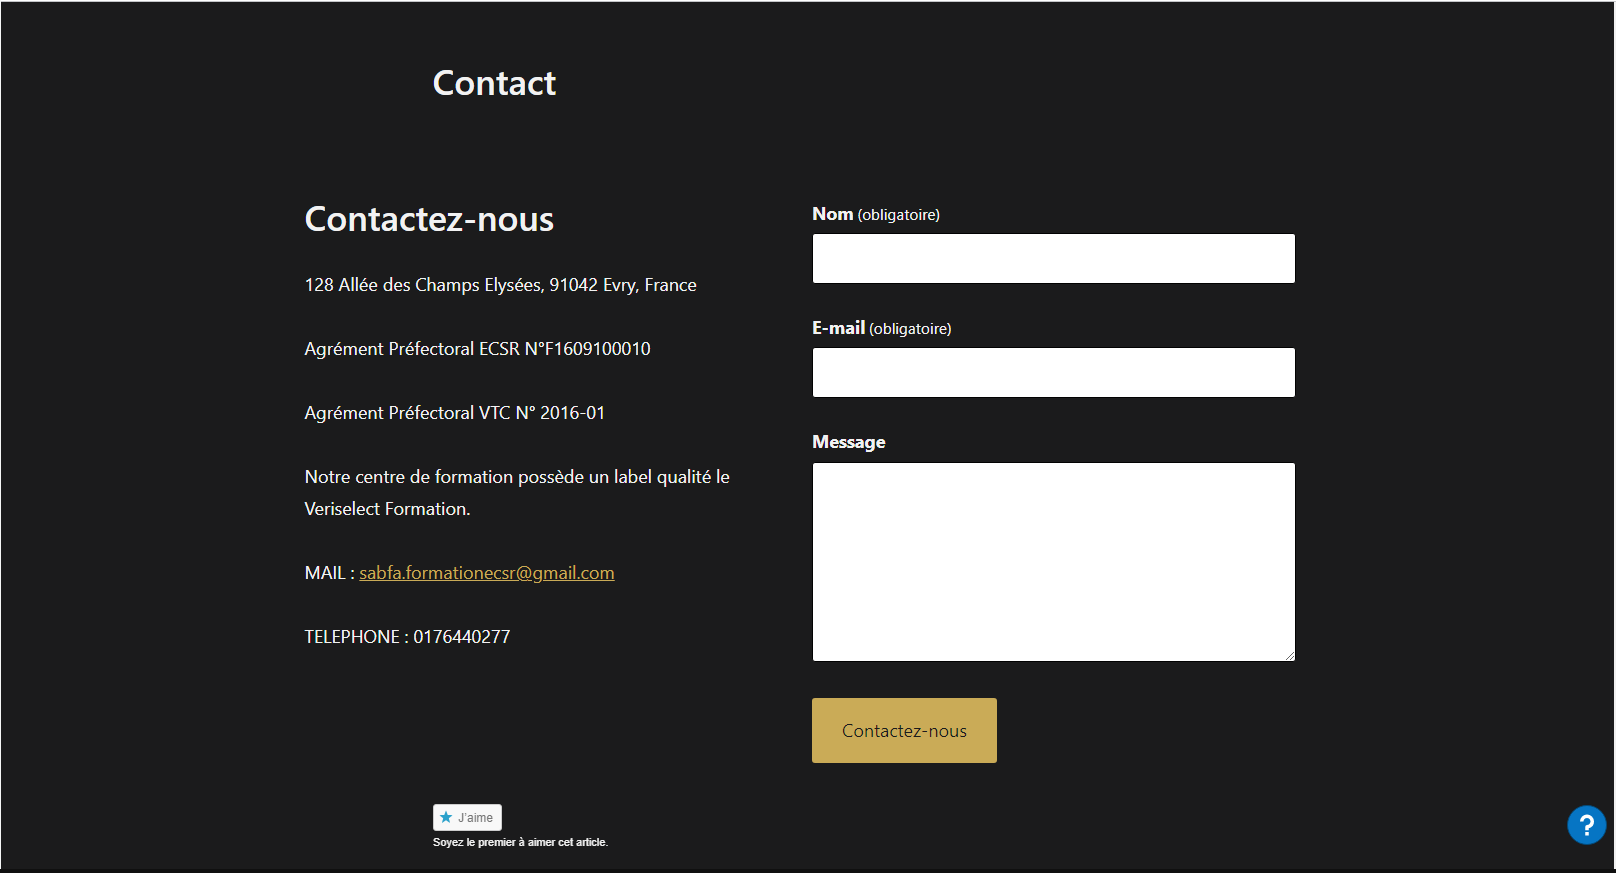 Contact
Contactez-nous
128 Allée des Champs Elysées, 91042 Evry, France
Agrément Préfectoral ECSR N°F1609100010
Agrément Préfectoral VTC N° 2016-01
Notre centre de formation possède un label qualité le
Veriselect Formation.
MAIL : sabfa.formationecsr@gmail.com
TELEPHONE : 0176440277
Nom (obligatoire)
E-mail (obligatoire)
Message
Contactez-nous
J'aime
Soyez le premier à aimer cet article.
?